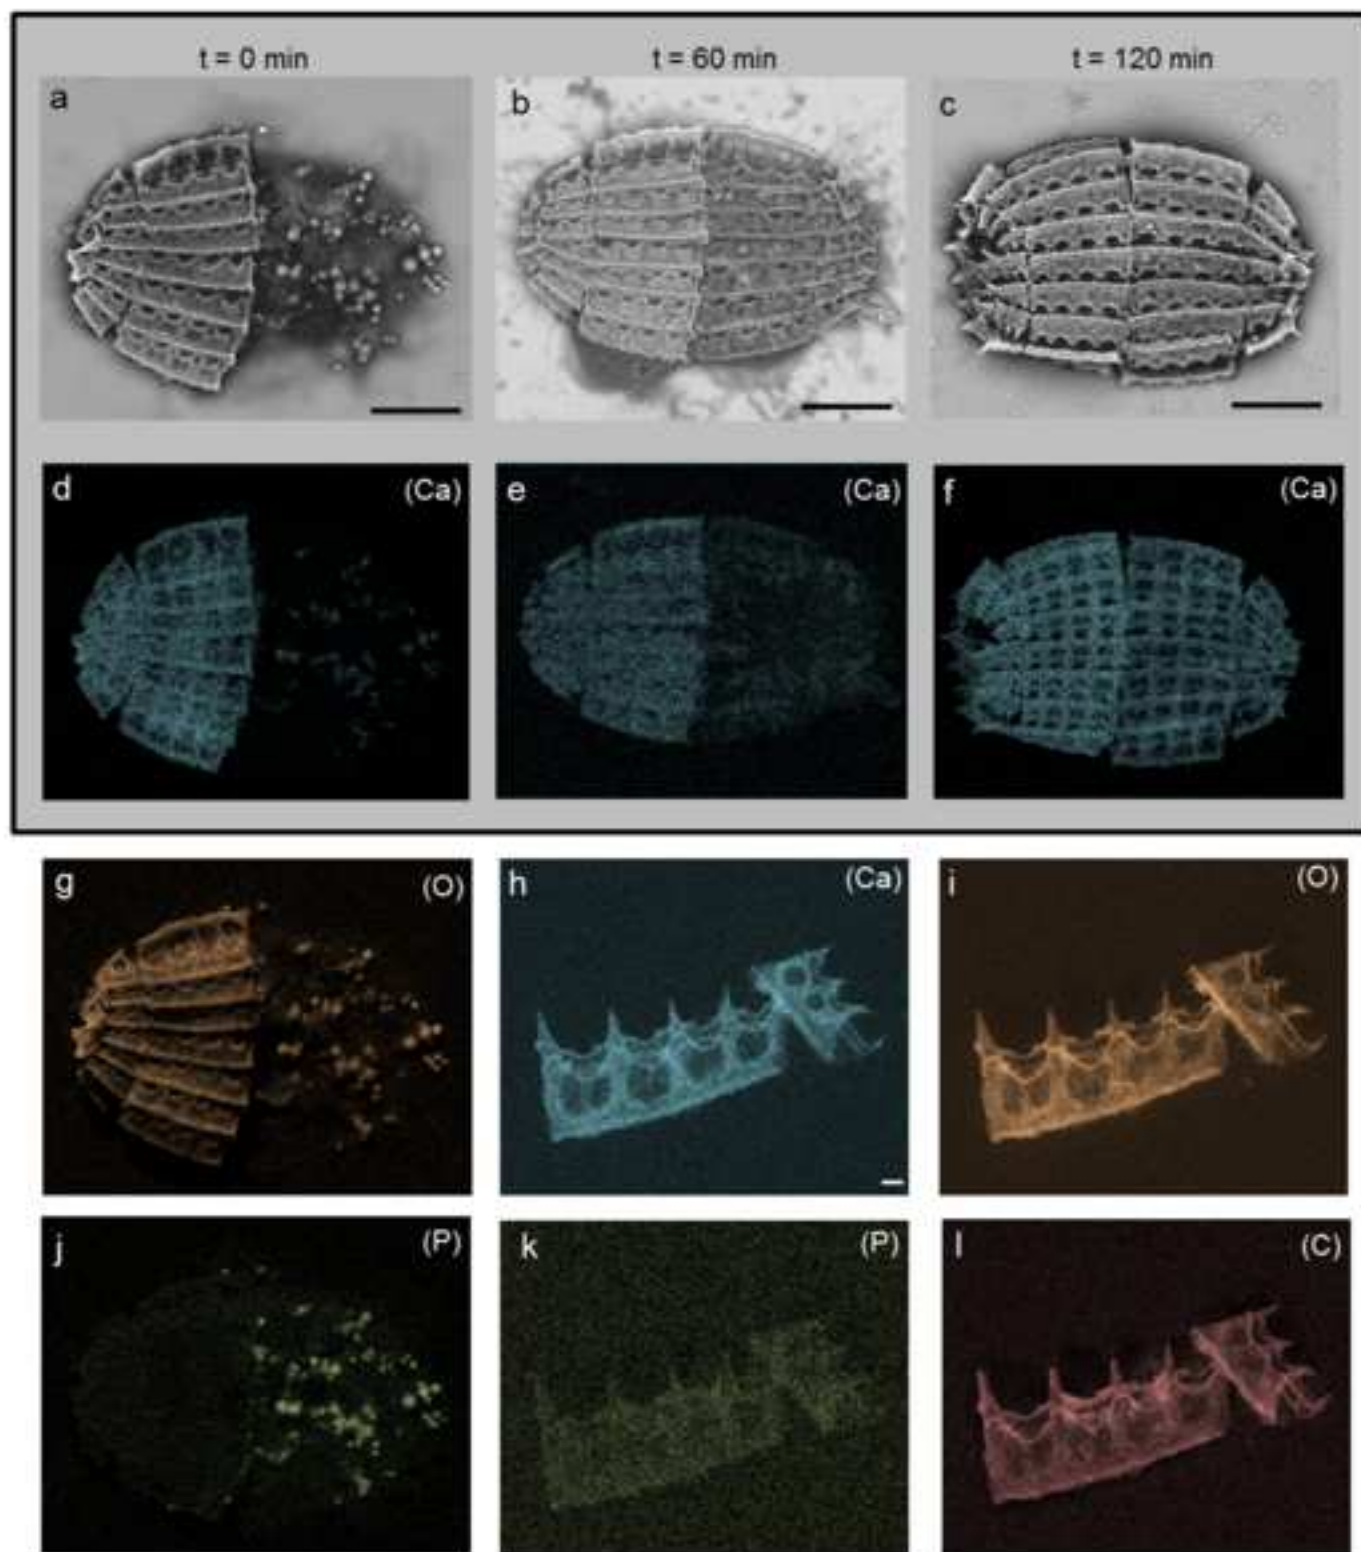 t = 0 min t = 60 min t = 120 min
a b c
d (Ca) e (Ca) f (Ca)
g (O) h (Ca) i (O)
j (P) k (P) l (C)